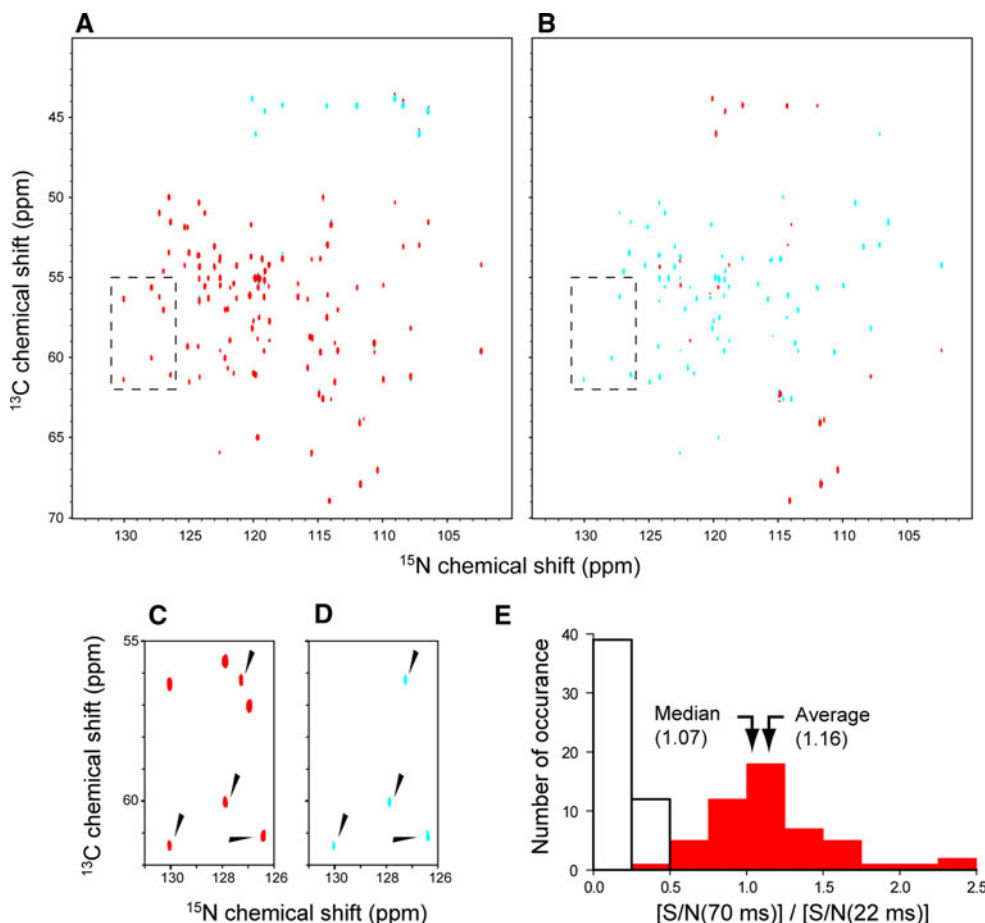 A
B
45
50
55
60
65
70
¹³C chemical shift (ppm)
130 125 120 115 110 105
130 125 120 115 110 105
¹⁵N chemical shift (ppm)
C
D
E
55
60
¹³C chemical shift (ppm)
130 128 126
130 128 126
¹⁵N chemical shift (ppm)
40
30
20
10
0
Number of occurance
Median
(1.07)
Average
(1.16)
0.0 0.5 1.0 1.5 2.0 2.5
[S/N(70 ms)] / [S/N(22 ms)]